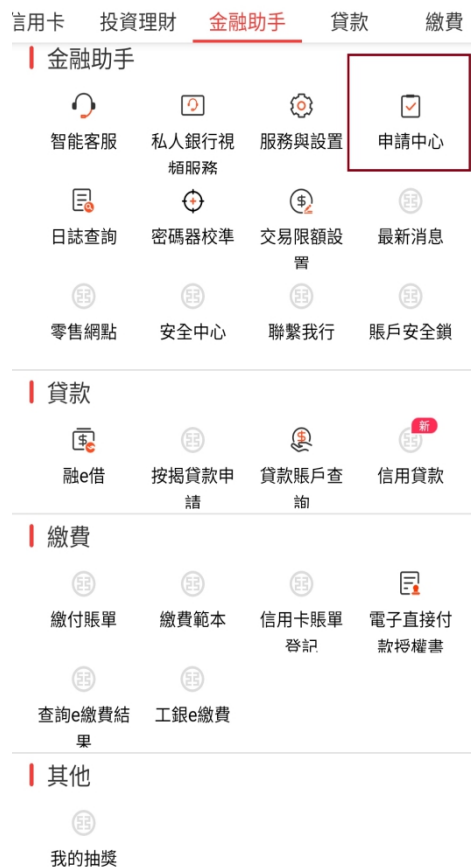 信用卡 投資理財 金融助手 貸款 繳費
金融助手
智能客服 私人銀行視頻服務 服務與設置 申請中心
日誌查詢 密碼器校準 交易限額設置 最新消息
零售網點 安全中心 聯繫我行 賬戶安全鎖
貸款
新
融e借 按揭貸款申請 貸款賬戶查詢 信用貸款
繳費
繳付賬單 繳費範本 信用卡賬單登記 電子直接付款授權書
查詢e繳費結果 工銀e繳費
其他
我的抽獎